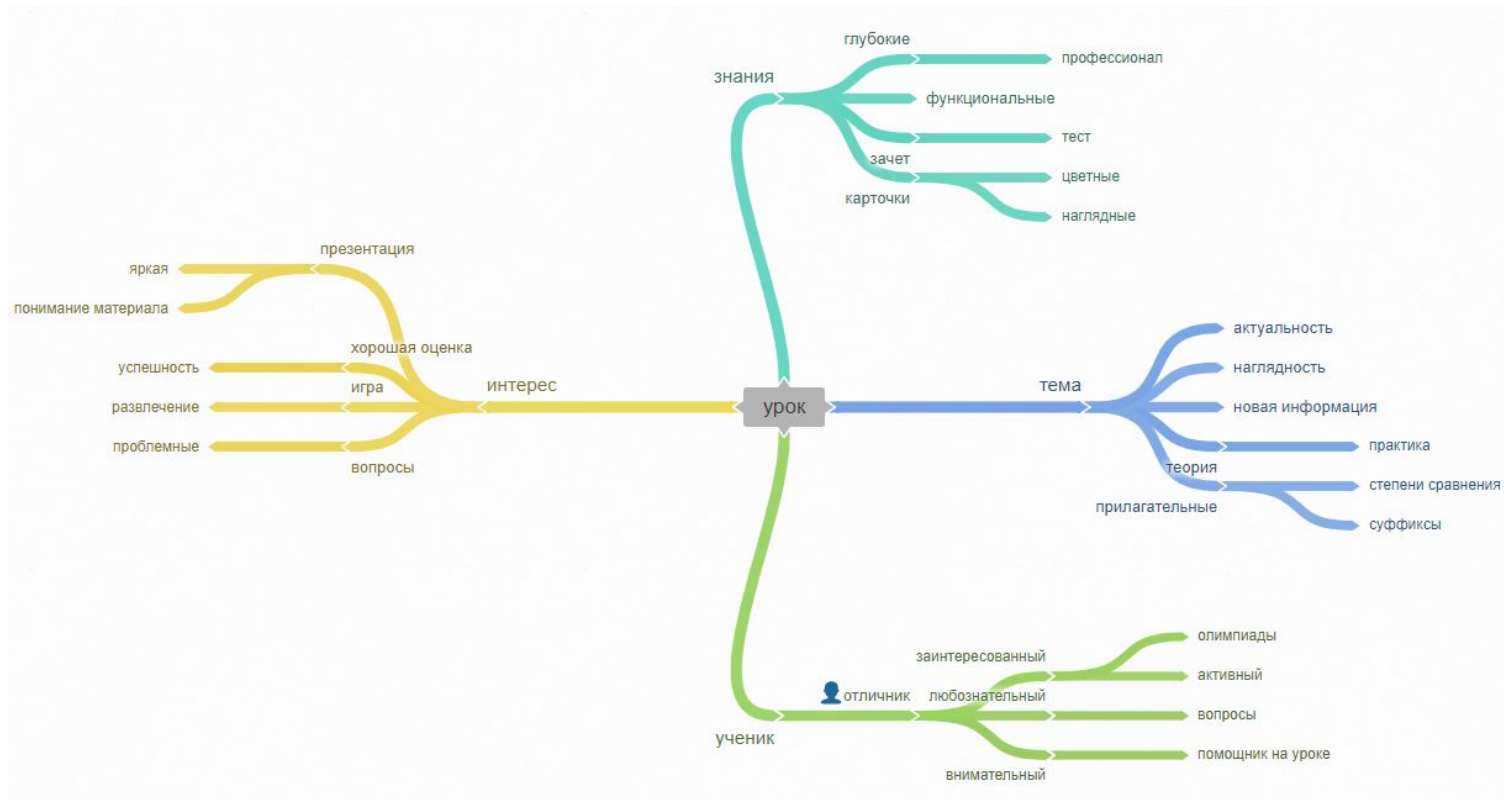 глубокие
профессионал
знания
функциональные
тест
зачет
цветные
карточки
наглядные
презентация
яркая
понимание материала
хорошая оценка
успешность
игра
интерес
развлечение
проблемные
вопросы
урок
тема
актуальность
наглядность
новая информация
практика
теория
степени сравнения
прилагательные
суффиксы
олимпиады
заинтересованный
активный
отличник
любознательный
вопросы
ученик
помощник на уроке
внимательный